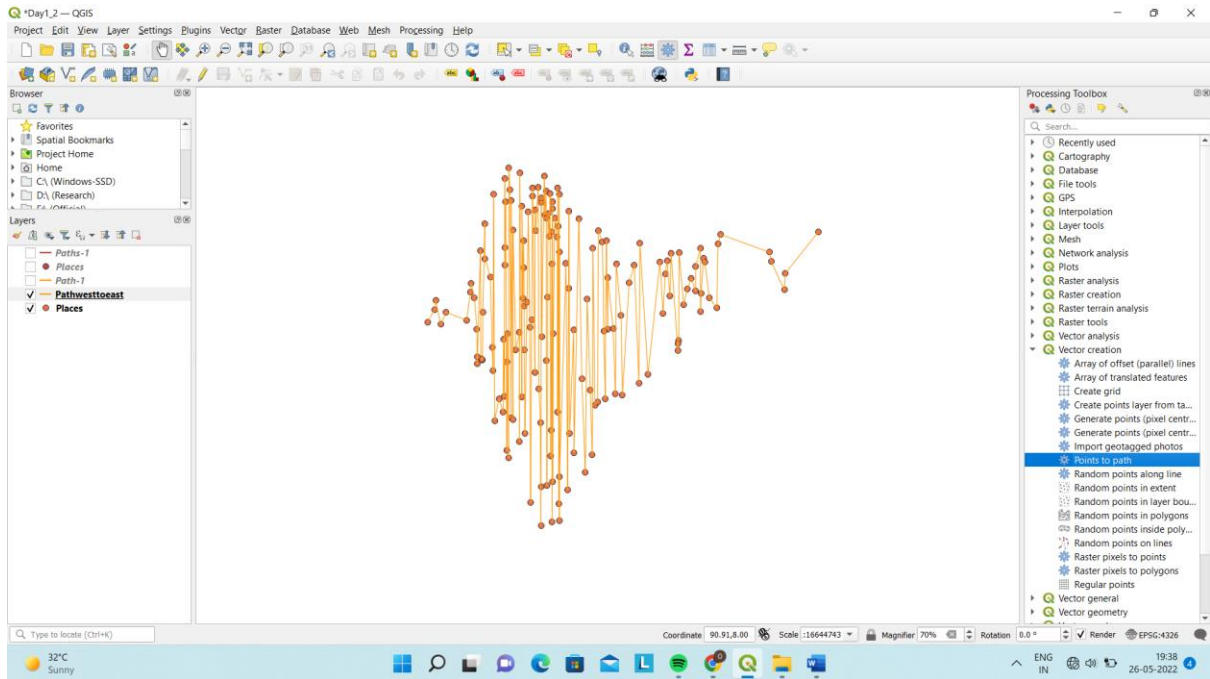 *Day1_2 — QGIS
Project Edit View Layer Settings Plugins Vector Raster Database Web Mesh Processing Help
Browser
Favorites
Spatial Bookmarks
Project Home
Home
C:\ (Windows-SSD)
D:\ (Research)
Layers
Paths-1
Places
Path-1
Pathwesttoeast
Places
Processing Toolbox
Search...
Recently used
Cartography
Database
File tools
GPS
Interpolation
Layer tools
Mesh
Network analysis
Plots
Raster analysis
Raster creation
Raster terrain analysis
Raster tools
Vector analysis
Vector creation
Array of offset (parallel) lines
Array of translated features
Create grid
Create points layer from ta...
Generate points (pixel centr...
Generate points (pixel centr...
Import geotagged photos
Points to path
Random points along line
Random points in extent
Random points in layer bou...
Random points in polygons
Random points inside poly...
Random points on lines
Raster pixels to points
Raster pixels to polygons
Regular points
Vector general
Vector geometry
Type to locate (Ctrl+K) Coordinate 90.91,8.00 Scale :16644743 Magnifier 70% Rotation 0.0 ° Render EPSG:4326
32°C
Sunny
ENG
IN
19:38
26-05-2022
4